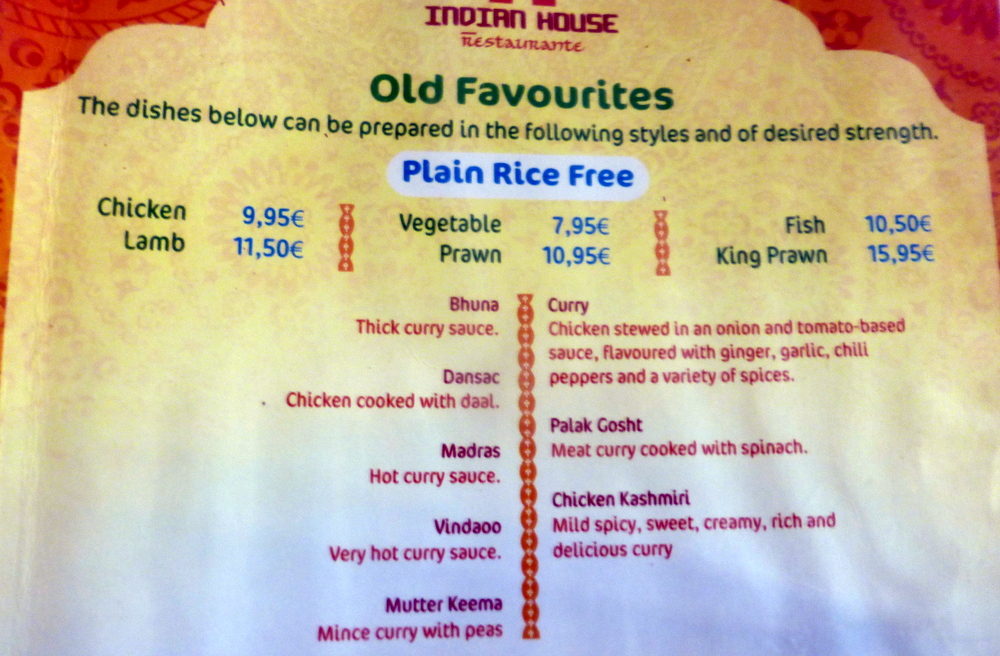 INDIAN HOUSE
Restaurante
Old Favourites
The dishes below can be prepared in the following styles and of desired strength.
Plain Rice Free
Chicken 9,95€
Lamb 11,50€
Vegetable 7,95€
Prawn 10,95€
Fish 10,50€
King Prawn 15,95€
Bhuna
Thick curry sauce.
Dansac
Chicken cooked with daal.
Madras
Hot curry sauce.
Vindaoo
Very hot curry sauce.
Mutter Keema
Mince curry with peas
Curry
Chicken stewed in an onion and tomato-based
sauce, flavoured with ginger, garlic, chili
peppers and a variety of spices.
Palak Gosht
Meat curry cooked with spinach.
Chicken Kashmiri
Mild spicy, sweet, creamy, rich and
delicious curry